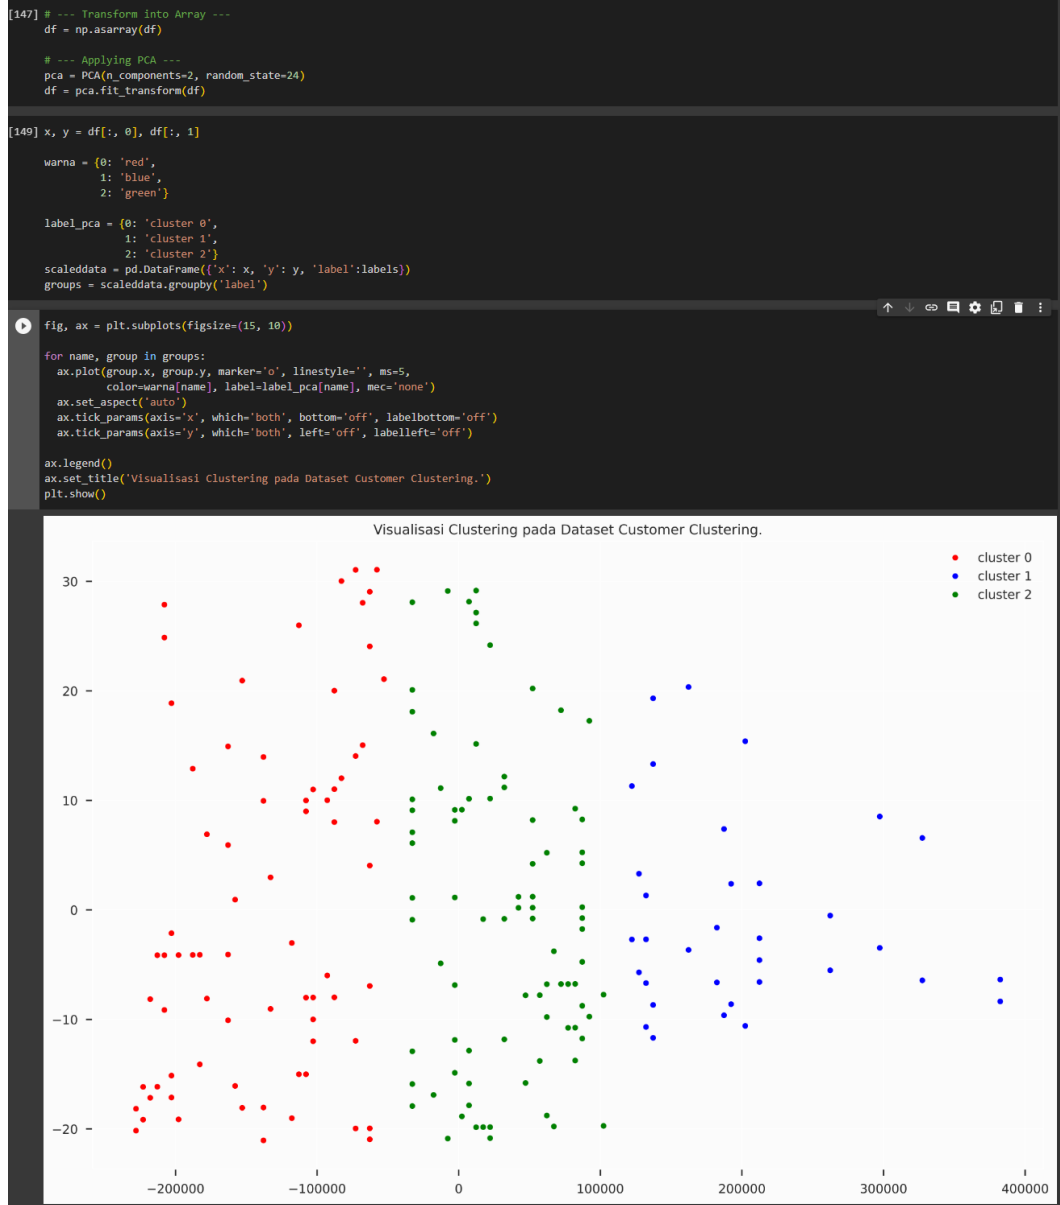 [147] # --- Transform into Array ---
df = np.asarray(df)
# --- Applying PCA ---
pca = PCA(n_components=2, random_state=24)
df = pca.fit_transform(df)
[149] x, y = df[:, 0], df[:, 1]
warna = {0: 'red',
1: 'blue',
2: 'green'}
label_pca = {0: 'cluster 0',
1: 'cluster 1',
2: 'cluster 2'}
scaleddata = pd.DataFrame({'x': x, 'y': y, 'label':labels})
groups = scaleddata.groupby('label')
fig, ax = plt.subplots(figsize=(15, 10))
for name, group in groups:
ax.plot(group.x, group.y, marker='o', linestyle='', ms=5,
color=warna[name], label=label_pca[name], mec='none')
ax.set_aspect('auto')
ax.tick_params(axis='x', which='both', bottom='off', labelbottom='off')
ax.tick_params(axis='y', which='both', left='off', labelleft='off')
ax.legend()
ax.set_title('Visualisasi Clustering pada Dataset Customer Clustering.')
plt.show()
Visualisasi Clustering pada Dataset Customer Clustering.
cluster 0
cluster 1
cluster 2
30
20
10
0
−10
−20
−200000 −100000 0 100000 200000 300000 400000